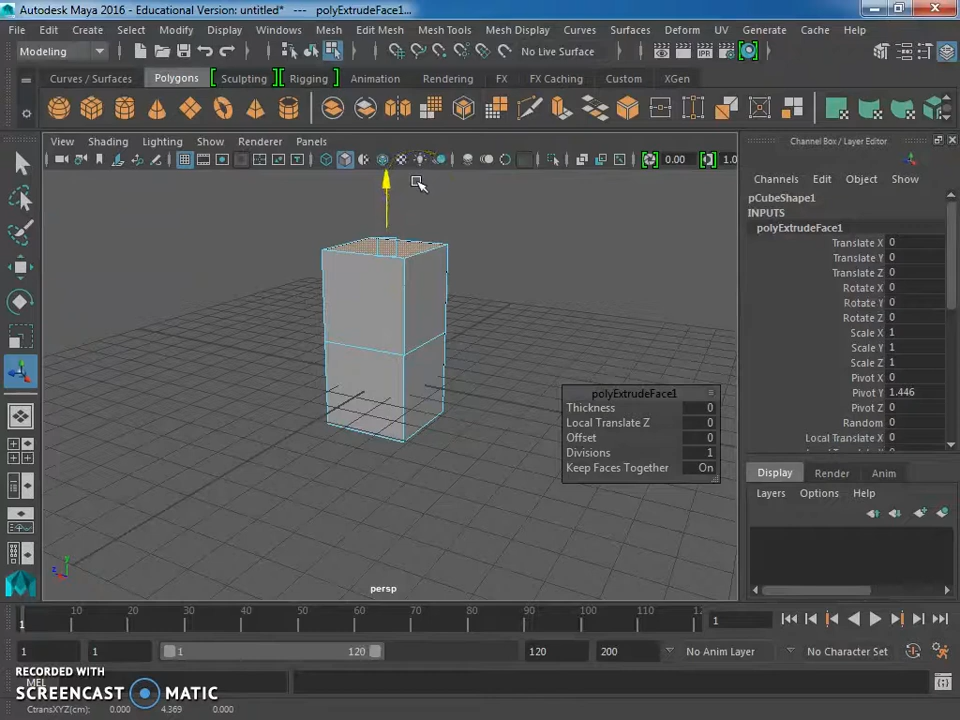 Autodesk Maya 2016 - Educational Version: untitled* --- polyExtrudeFace1...
File Edit Create Select Modify Display Windows Mesh Edit Mesh Mesh Tools Mesh Display Curves Surfaces Deform UV Generate Cache Help
Modeling No Live Surface
Curves / Surfaces Polygons Sculpting Rigging Animation Rendering FX FX Caching Custom XGen
View Shading Lighting Show Renderer Panels
0.00 1.0
Channel Box / Layer Editor
Channels Edit Object Show
pCubeShape1
INPUTS
polyExtrudeFace1
Translate X 0
Translate Y 0
Translate Z 0
Rotate X 0
Rotate Y 0
Rotate Z 0
Scale X 1
Scale Y 1
Scale Z 1
Pivot X 0
Pivot Y 1.446
Pivot Z 0
Random 0
Local Translate X 0
polyExtrudeFace1
Thickness 0
Local Translate Z 0
Offset 0
Divisions 1
Keep Faces Together On
Display Render Anim
Layers Options Help
y
z
persp
1 10 20 30 40 50 60 70 80 90 100 110 12 1
1 1 1 120 120 200 No Anim Layer No Character Set
RECORDED WITH
MEL
SCREENCAST MATIC
CtransXYZ(cm): 0.000 4.369 0.000